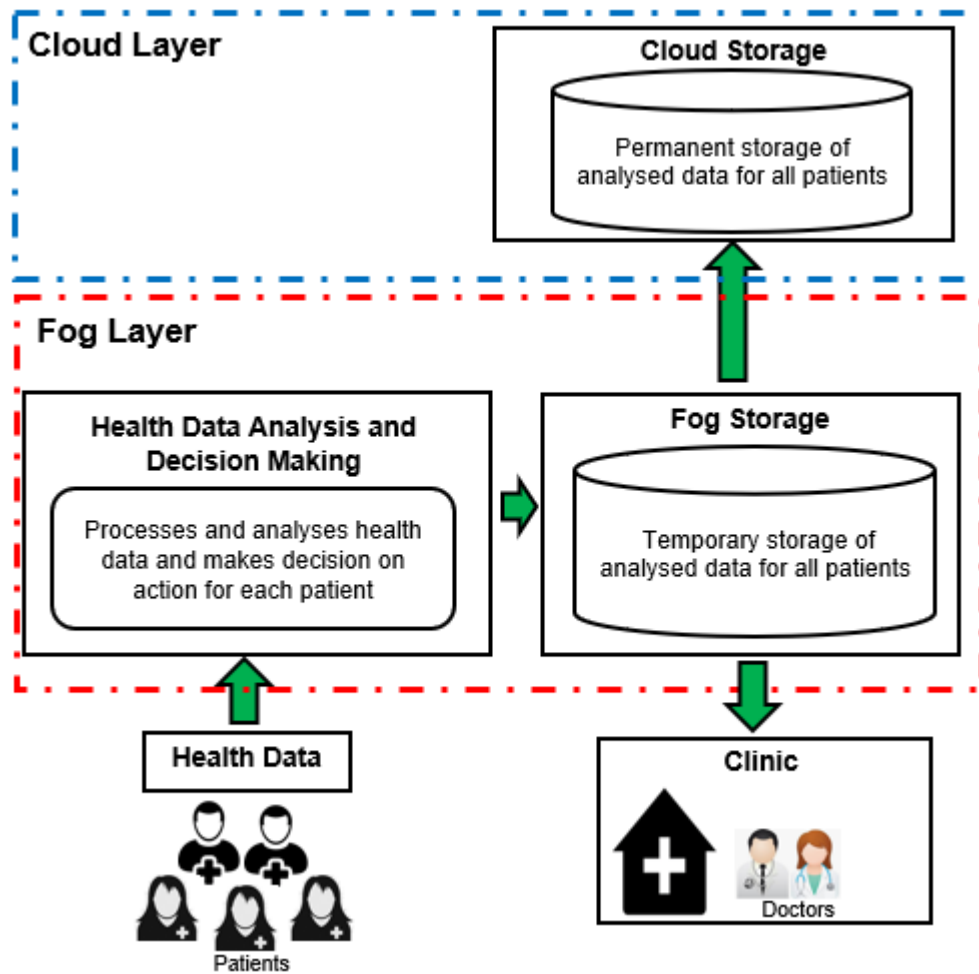 Cloud Layer
Cloud Storage
Permanent storage of
analysed data for all patients
Fog Layer
Health Data Analysis and
Decision Making
Processes and analyses health
data and makes decision on
action for each patient
Fog Storage
Temporary storage of
analysed data for all patients
Health Data
Patients
Clinic
Doctors